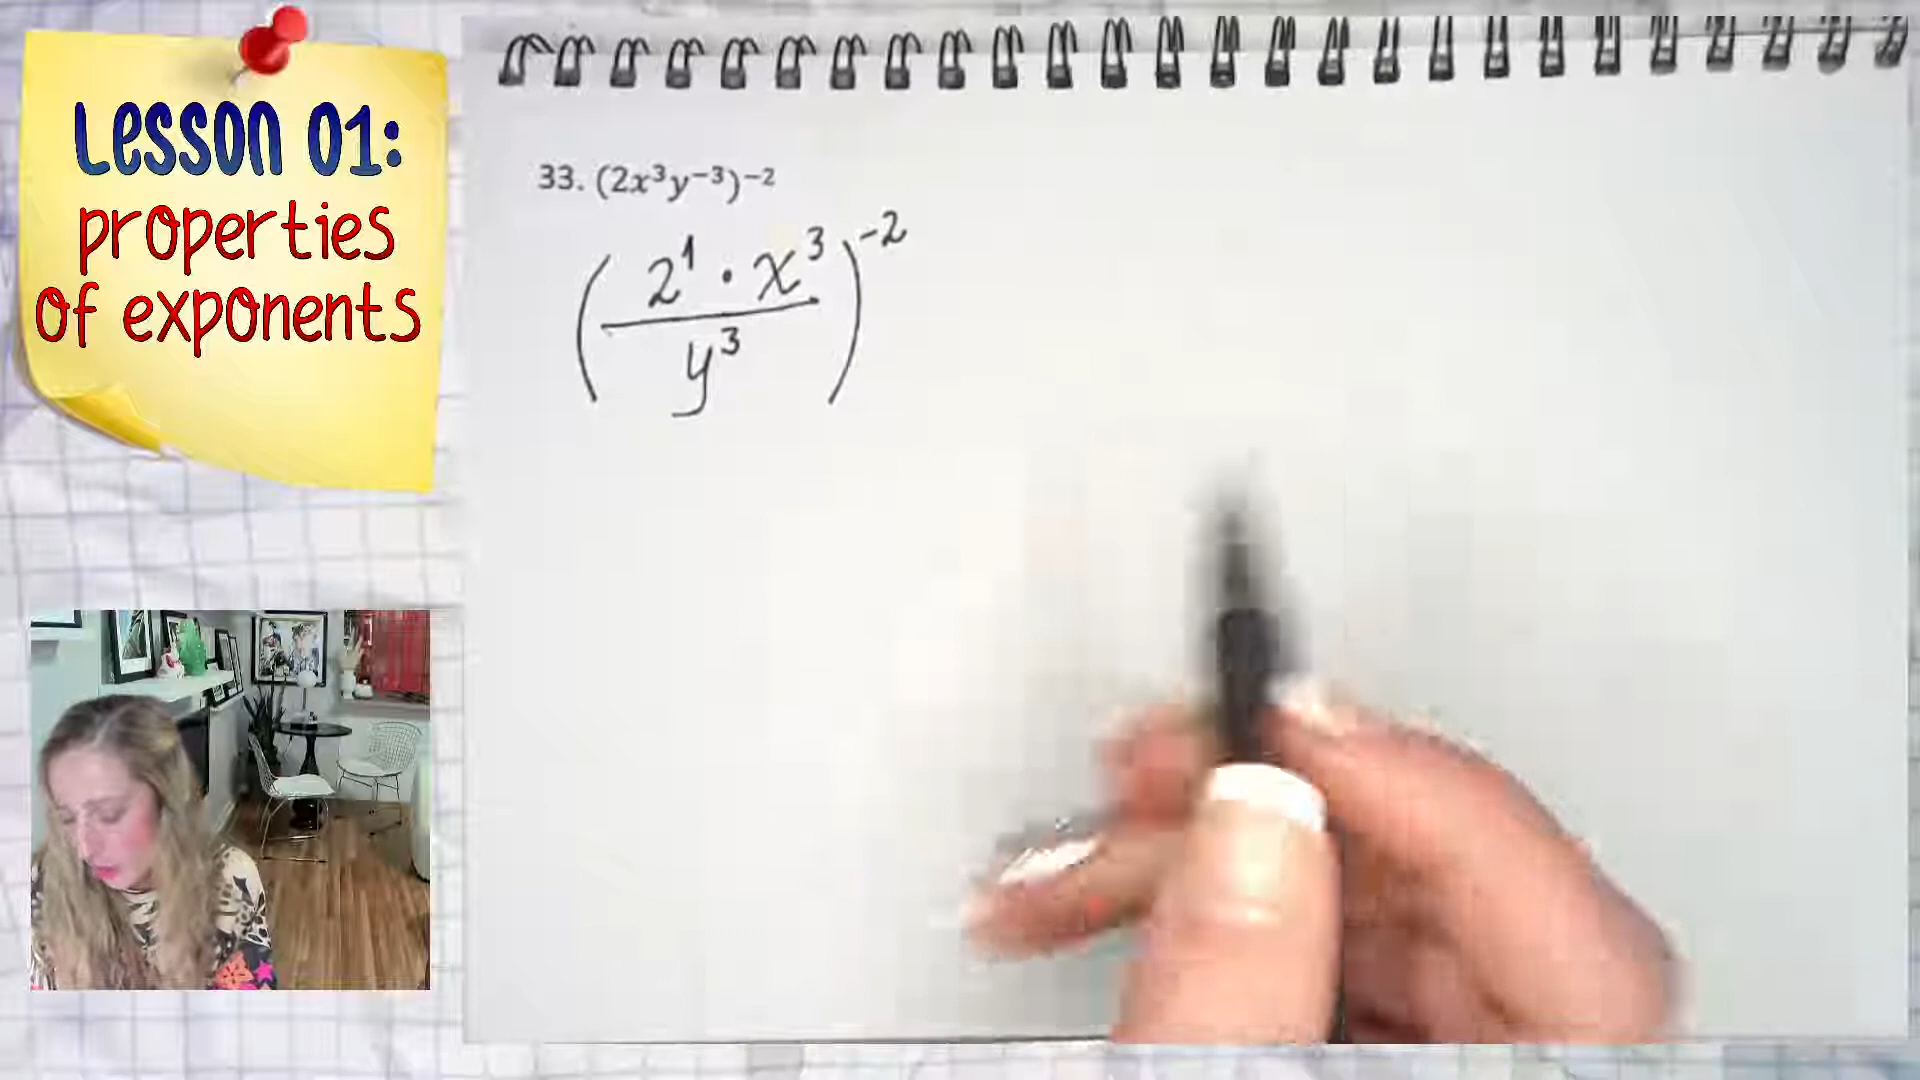 Lesson 01:
properties
of exponents
33. (2x³y⁻³)⁻²
(2¹ · x³ / y³)⁻²